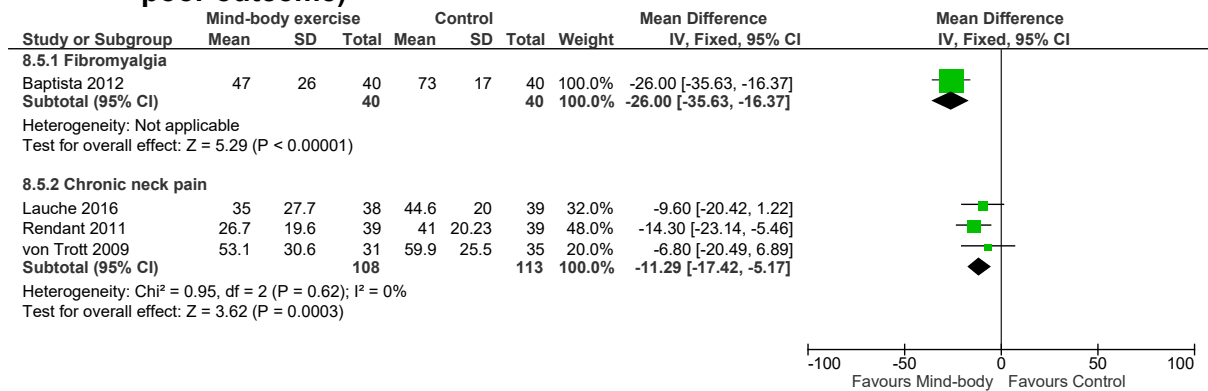 poor outcome)
Mind-body exercise Control Mean Difference Mean Difference
Study or Subgroup Mean SD Total Mean SD Total Weight IV, Fixed, 95% CI IV, Fixed, 95% CI
8.5.1 Fibromyalgia
Baptista 2012 47 26 40 73 17 40 100.0% -26.00 [-35.63, -16.37]
Subtotal (95% CI) 40 40 100.0% -26.00 [-35.63, -16.37]
Heterogeneity: Not applicable
Test for overall effect: Z = 5.29 (P < 0.00001)
8.5.2 Chronic neck pain
Lauche 2016 35 27.7 38 44.6 20 39 32.0% -9.60 [-20.42, 1.22]
Rendant 2011 26.7 19.6 39 41 20.23 39 48.0% -14.30 [-23.14, -5.46]
von Trott 2009 53.1 30.6 31 59.9 25.5 35 20.0% -6.80 [-20.49, 6.89]
Subtotal (95% CI) 108 113 100.0% -11.29 [-17.42, -5.17]
Heterogeneity: Chi² = 0.95, df = 2 (P = 0.62); I² = 0%
Test for overall effect: Z = 3.62 (P = 0.0003)
-100 -50 0 50 100
Favours Mind-body Favours Control